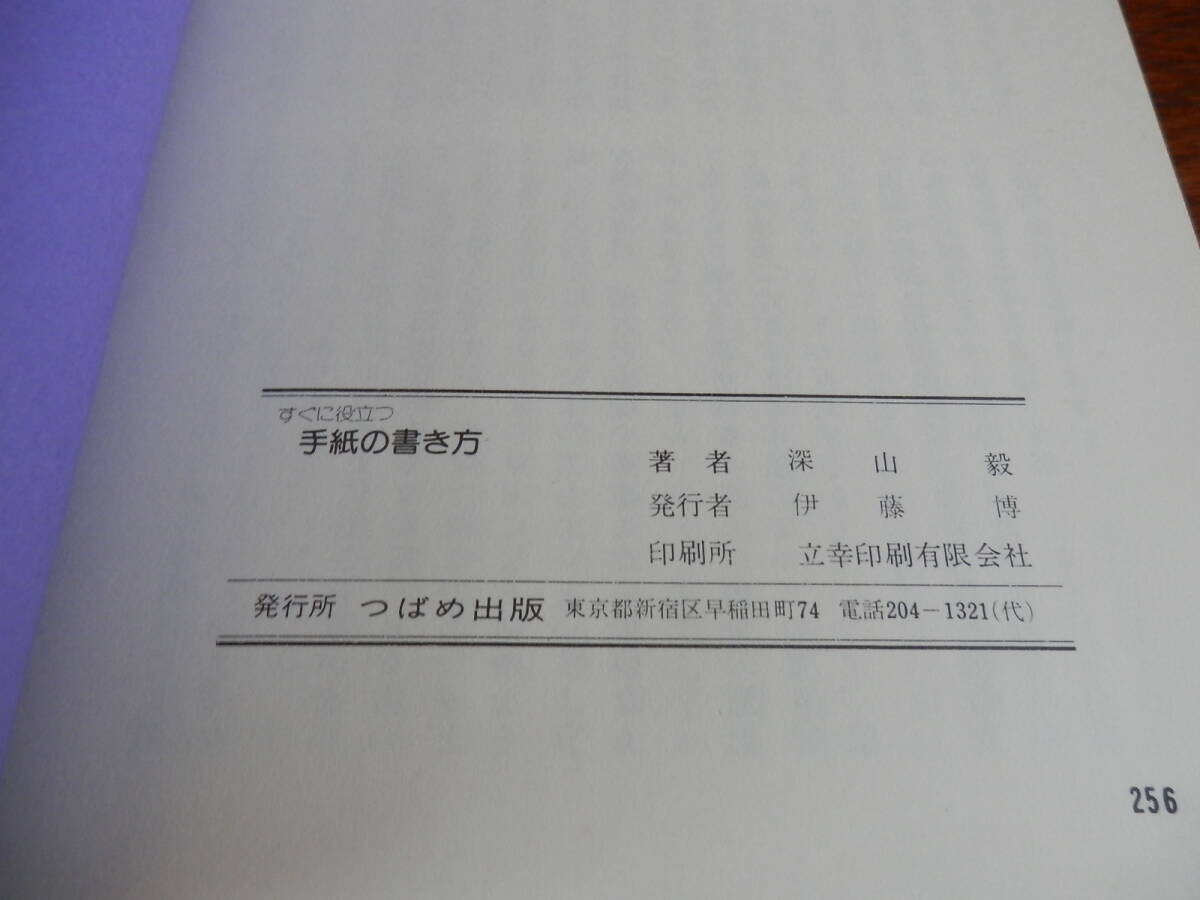 すぐに役立つ
手紙の書き方
著者 深山毅
発行者 伊藤博
印刷所 立幸印刷有限会社
発行所 つばめ出版 東京都新宿区早稲田町74 電話204-1321(代)
256